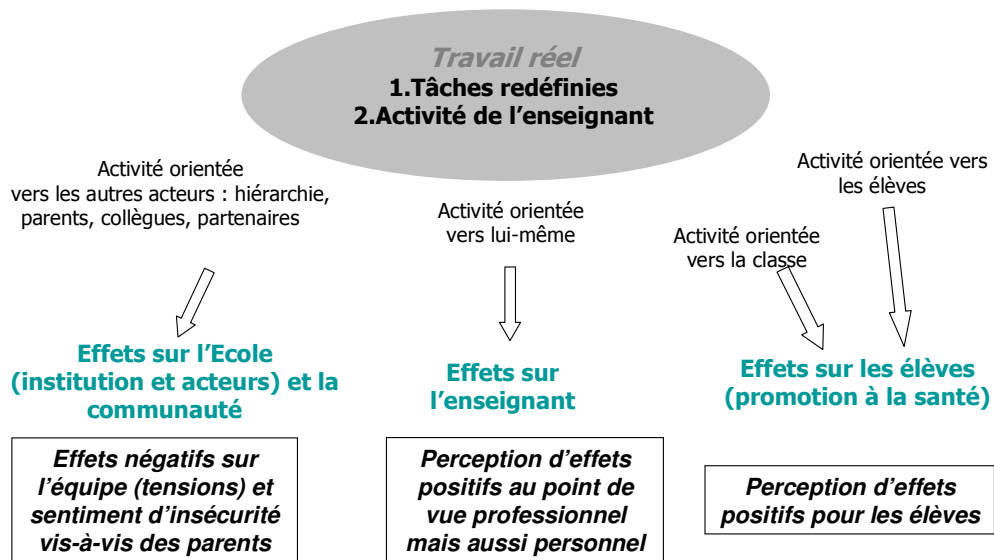 Travail réel
1.Tâches redéfinies
2.Activité de l'enseignant
Activité orientée
vers les autres acteurs : hiérarchie,
parents, collègues, partenaires
Activité orientée
vers lui-même
Activité orientée
vers la classe
Activité orientée vers
les élèves
Effets sur l'Ecole
(institution et acteurs) et la
communauté
Effets sur
l'enseignant
Effets sur les élèves
(promotion à la santé)
Effets négatifs sur
l'équipe (tensions) et
sentiment d'insécurité
vis-à-vis des parents
Perception d'effets
positifs au point de
vue professionnel
mais aussi personnel
Perception d'effets
positifs pour les élèves